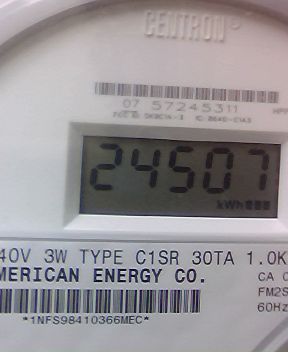 CENTRON®
07 57245311
24507
kWh
40V 3W TYPE C1SR 30TA 1.0K
MERICAN ENERGY CO.
CA
FM2S
60Hz
*1NFS98410366MEC*